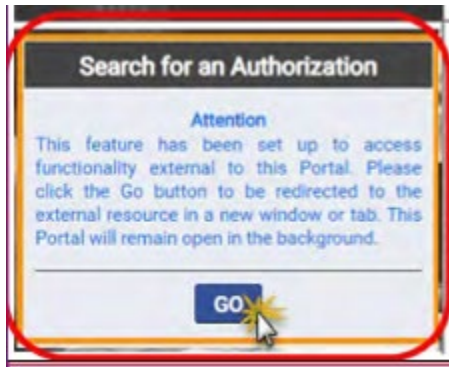 Search for an Authorization
Attention
This feature has been set up to access
functionality external to this Portal. Please
click the Go button to be redirected to the
external resource in a new window or tab. This
Portal will remain open in the background.
GO